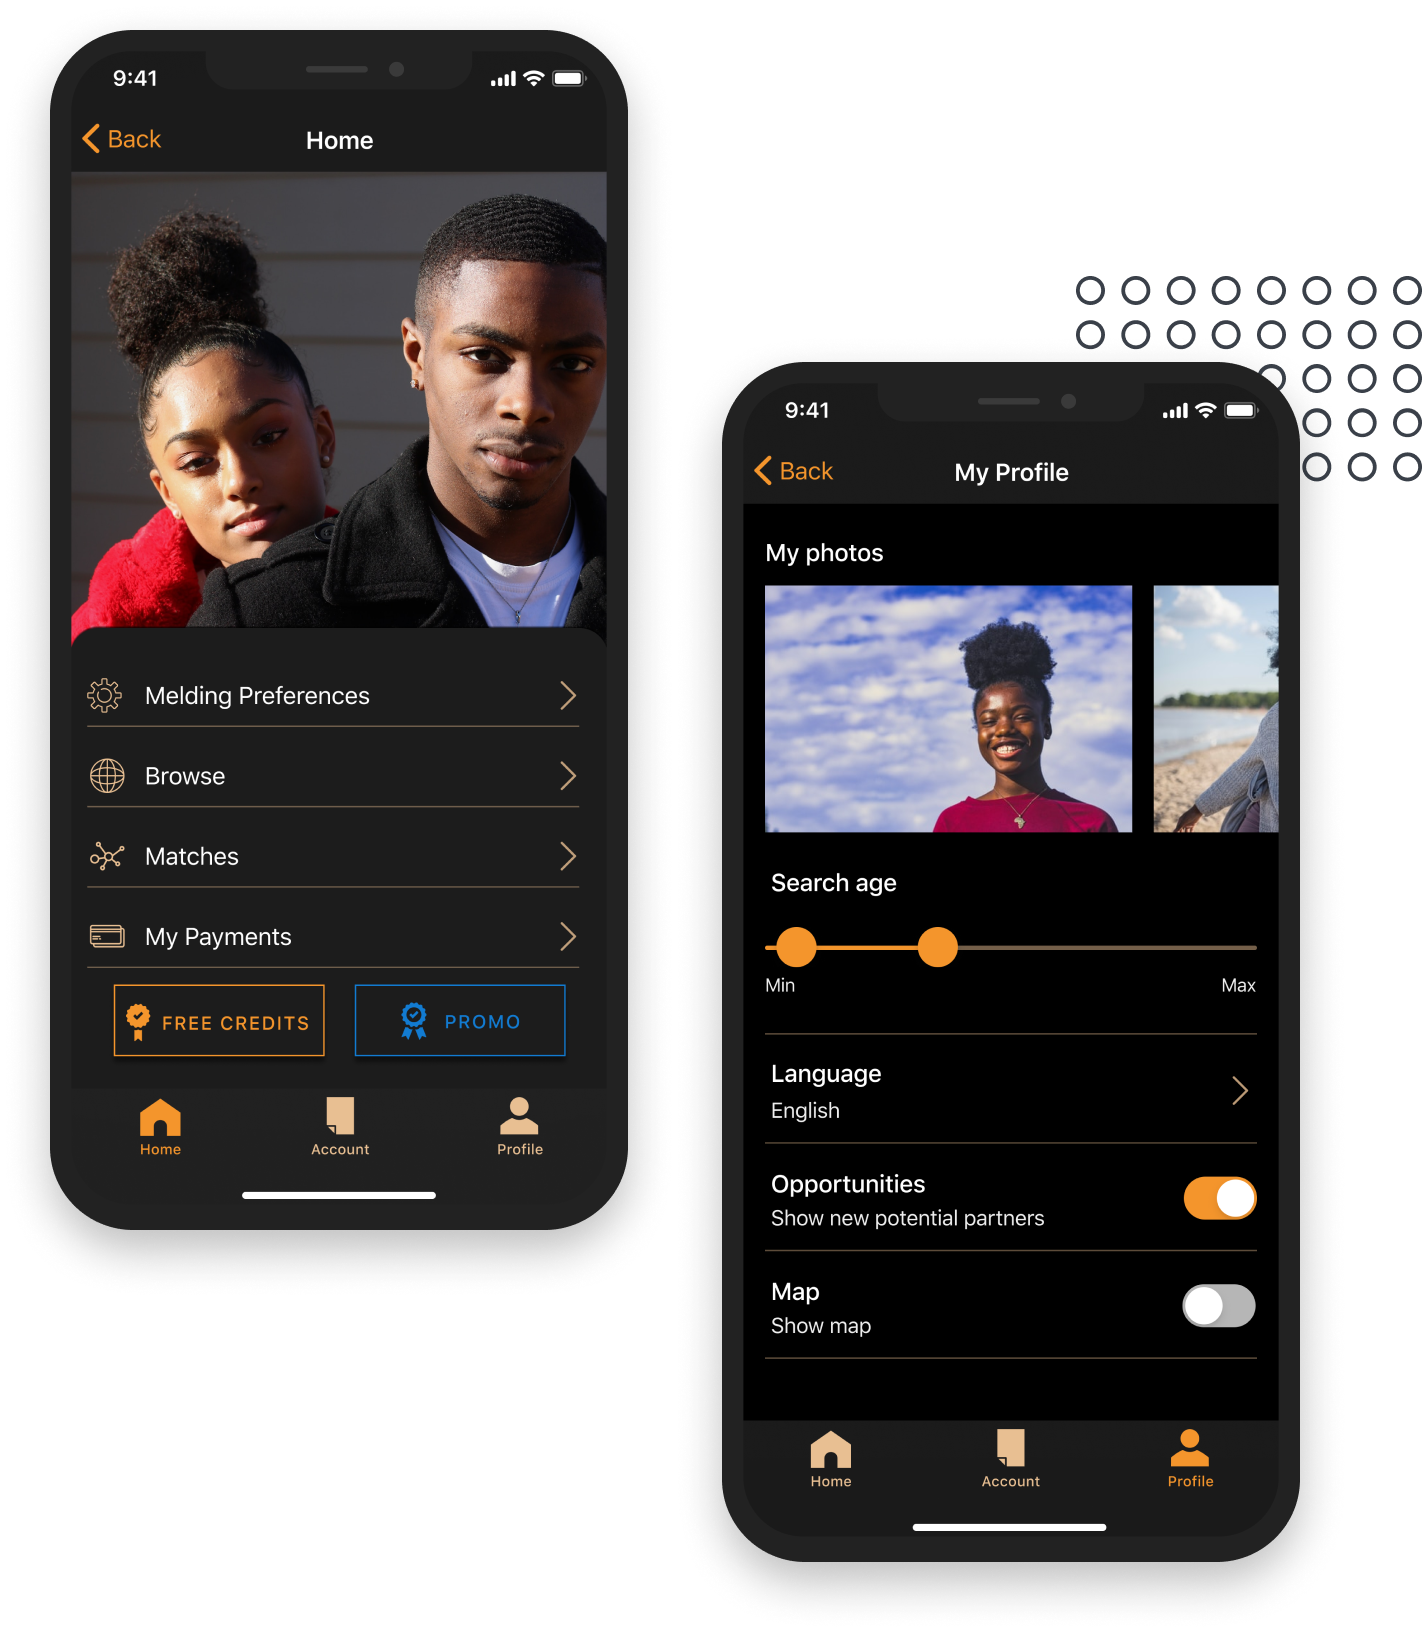 9:41
Back
Home
Melding Preferences
Browse
Matches
My Payments
FREE CREDITS
PROMO
Home
Account
Profile
9:41
Back
My Profile
My photos
Search age
Min
Max
Language
English
Opportunities
Show new potential partners
Map
Show map
Home
Account
Profile